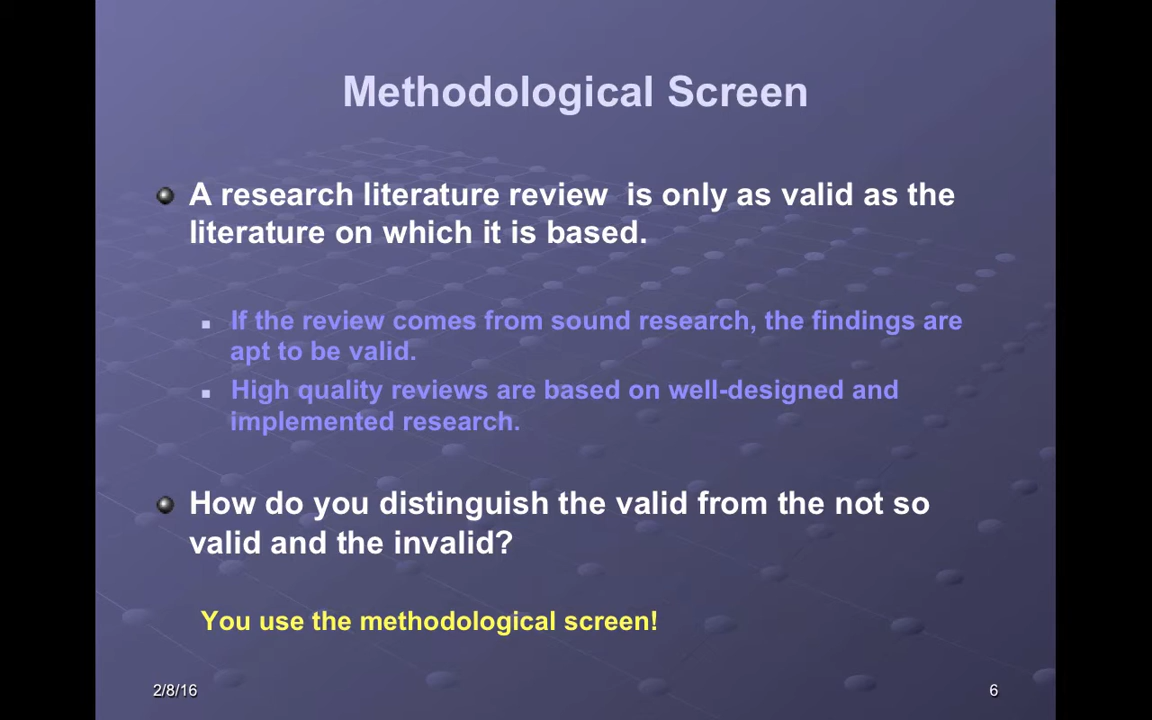 Methodological Screen
A research literature review  is only as valid as the
literature on which it is based.
If the review comes from sound research, the findings are
apt to be valid.
High quality reviews are based on well-designed and
implemented research.
How do you distinguish the valid from the not so
valid and the invalid?
You use the methodological screen!
2/8/16
6